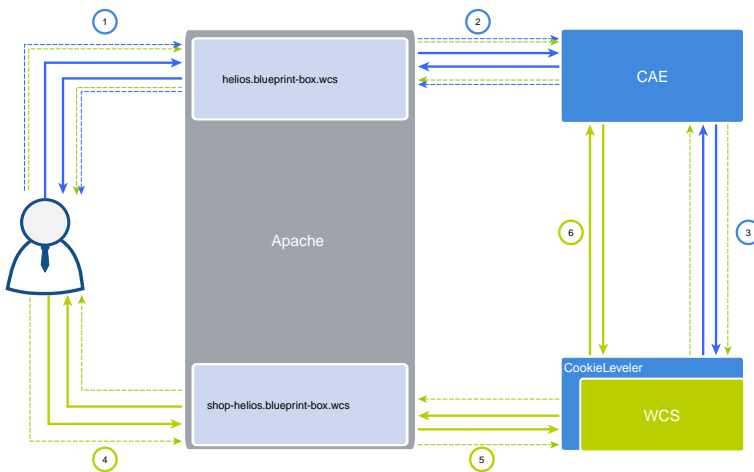 1
2
helios.blueprint-box.wcs
CAE
Apache
6
3
CookieLeveler
shop-helios.blueprint-box.wcs
WCS
4
5